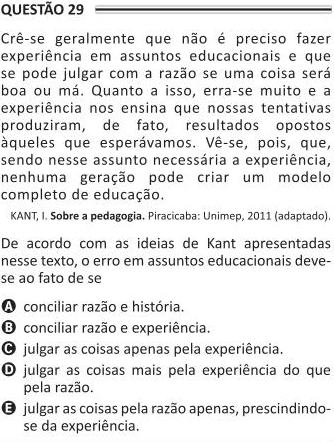 QUESTÃO 29
Crê-se geralmente que não é preciso fazer
experiência em assuntos educacionais e que
se pode julgar com a razão se uma coisa será
boa ou má. Quanto a isso, erra-se muito e a
experiência nos ensina que nossas tentativas
produziram, de fato, resultados opostos
àqueles que esperávamos. Vê-se, pois, que,
sendo nesse assunto necessária a experiência,
nenhuma geração pode criar um modelo
completo de educação.
KANT, I. Sobre a pedagogia. Piracicaba: Unimep, 2011 (adaptado).
De acordo com as ideias de Kant apresentadas
nesse texto, o erro em assuntos educacionais deve-
se ao fato de se
A conciliar razão e história.
B conciliar razão e experiência.
C julgar as coisas apenas pela experiência.
D julgar as coisas mais pela experiência do que
pela razão.
E julgar as coisas pela razão apenas, prescindindo-
se da experiência.